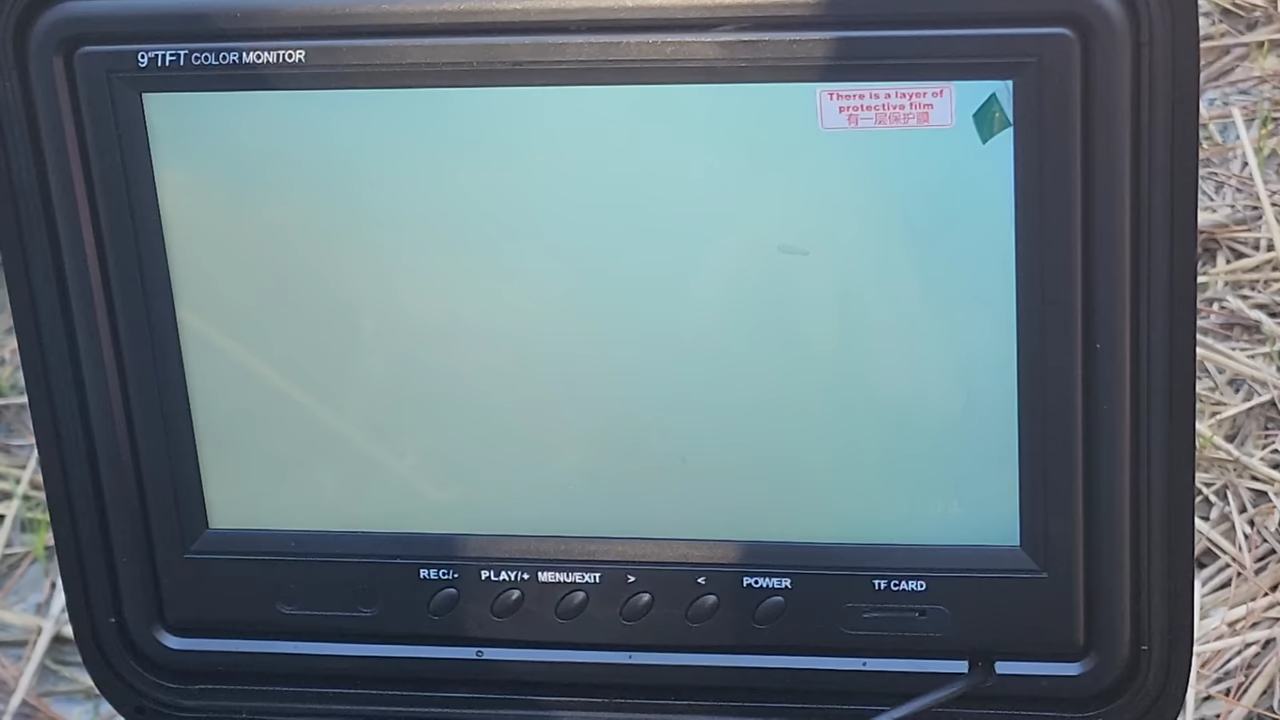 9"TFT COLOR MONITOR
There is a layer of
protective film
有一层保护膜
REC/- PLAY/+ MENU/EXIT > < POWER TF CARD